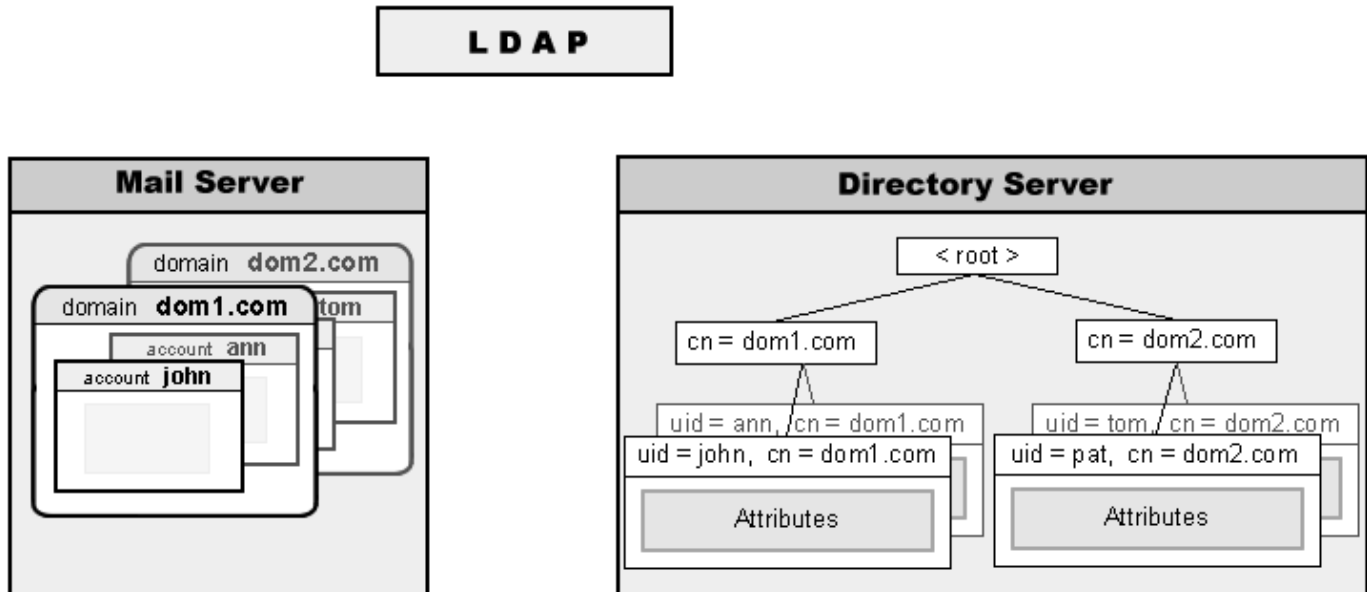 L D A P
Mail Server
domain dom2.com
tom
domain dom1.com
account ann
account john
Directory Server
< root >
cn = dom1.com
cn = dom2.com
uid = ann, cn = dom1.com
uid = john, cn = dom1.com
Attributes
uid = tom, cn = dom2.com
uid = pat, cn = dom2.com
Attributes